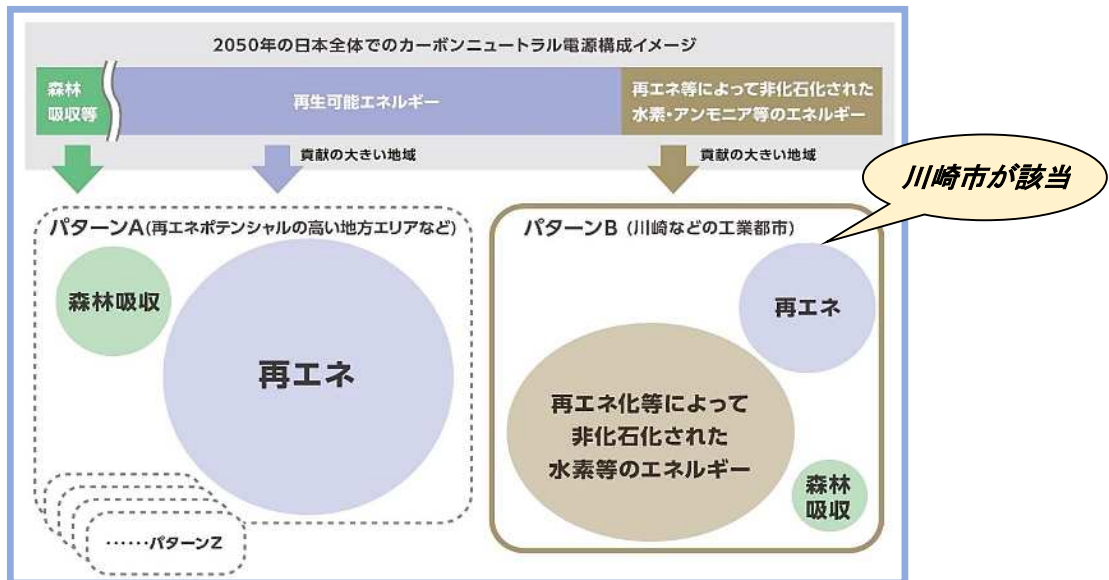 2050年の日本全体でのカーボンニュートラル電源構成イメージ
森林
吸収等
再生可能エネルギー
再エネ等によって非化石化された
水素・アンモニア等のエネルギー
貢献の大きい地域
貢献の大きい地域
川崎市が該当
パターンA(再エネポテンシャルの高い地方エリアなど)
森林吸収
再エネ
……パターンZ
パターンB (川崎などの工業都市)
再エネ
再エネ化等によって
非化石化された
水素等のエネルギー
森林
吸収